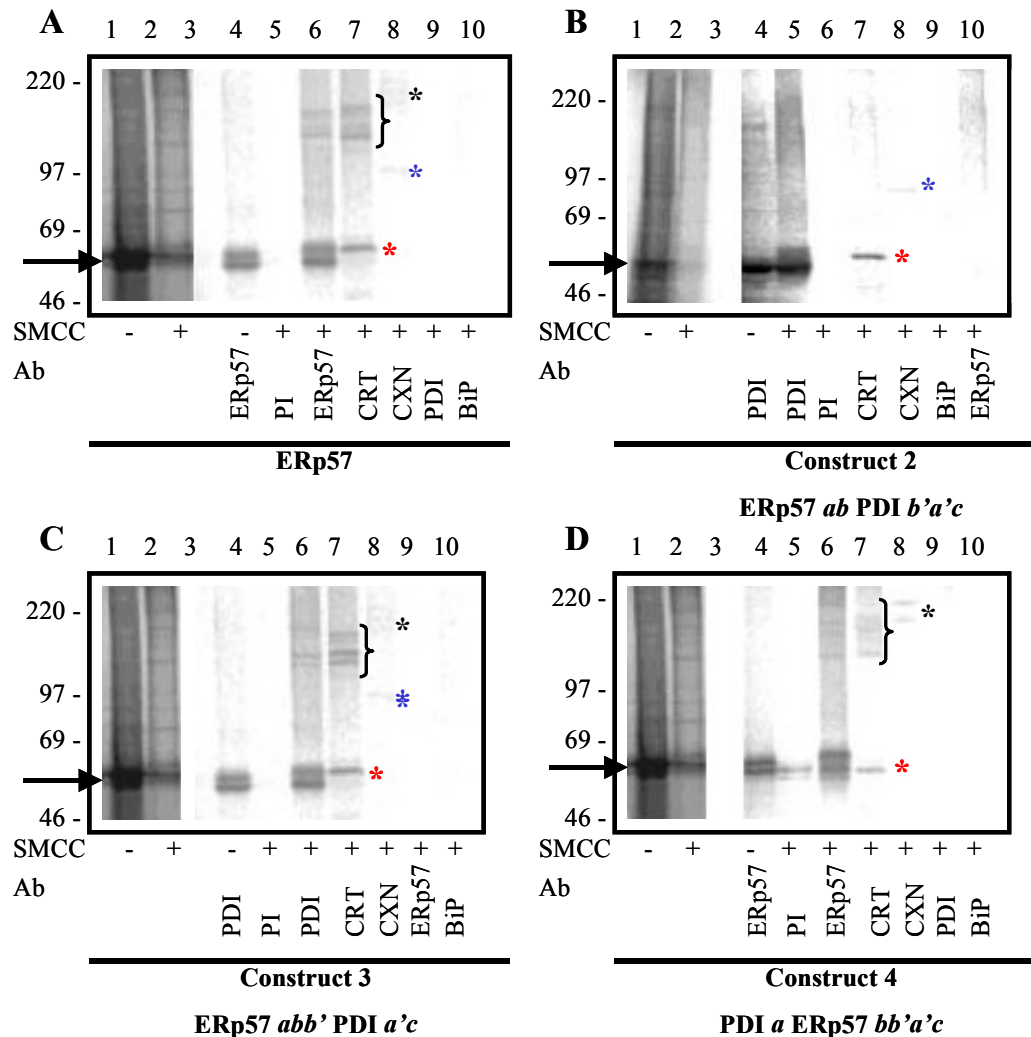 A 1 2 3 4 5 6 7 8 9 10
220 - *
97 - *
69 -
*
46 -
SMCC - + - + + + + + +
Ab ERp57 PI ERp57 CRT CXN PDI BiP
ERp57
B 1 2 3 4 5 6 7 8 9 10
220 -
97 - *
69 -
*
46 -
SMCC - + - + + + + + +
Ab PDI PDI PI CRT CXN BiP ERp57
Construct 2
ERp57 ab PDI b’a’c
C 1 2 3 4 5 6 7 8 9 10
220 - *
97 - *
*
69 -
*
46 -
SMCC - + - + + + + + +
Ab PDI PI PDI CRT CXN ERp57 BiP
Construct 3
ERp57 abb’ PDI a’c
D 1 2 3 4 5 6 7 8 9 10
220 - *
97 -
69 -
*
46 -
SMCC - + - + + + + + +
Ab ERp57 PI ERp57 CRT CXN PDI BiP
Construct 4
PDI a ERp57 bb’a’c